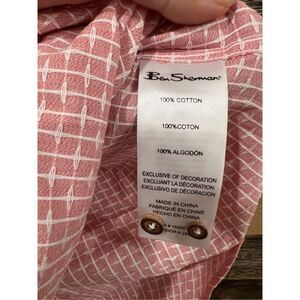 Ben Sherman
100% COTTON
100% COTON
100% ALGODÓN
EXCLUSIVE OF DECORATION
EXCLUANT LA DÉCORATION
EXCLUSIVO DE DECORACIÓN
MADE IN CHINA
FABRIQUÉ EN CHINE
HECHO EN CHINA